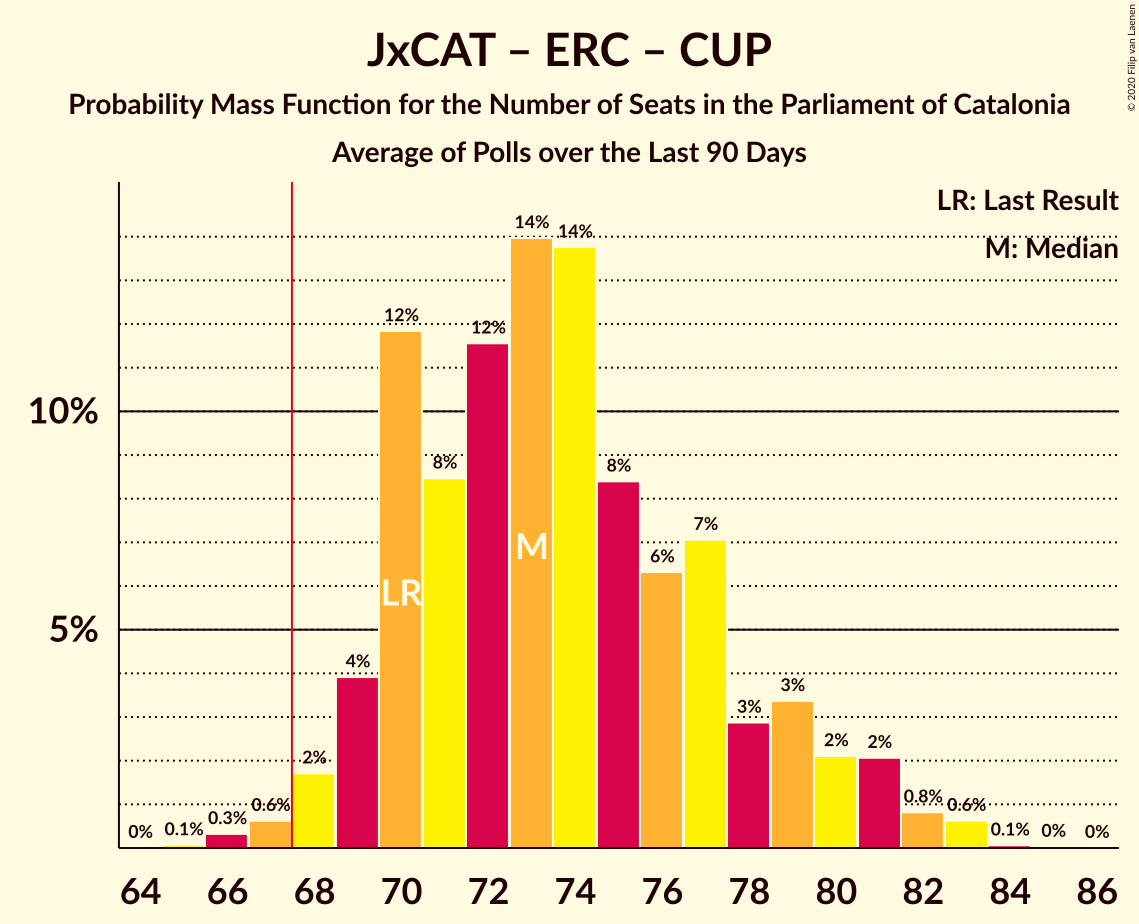 JxCAT – ERC – CUP
Probability Mass Function for the Number of Seats in the Parliament of Catalonia
Average of Polls over the Last 90 Days
© 2020 Filip van Laenen
LR: Last Result
M: Median
10%
5%
0% 0.1% 0.3% 0.6% 2% 4% 12% 8% 12% 14% 14% 8% 6% 7% 3% 3% 2% 2% 0.8% 0.6% 0.1% 0% 0%
LR M
64 66 68 70 72 74 76 78 80 82 84 86